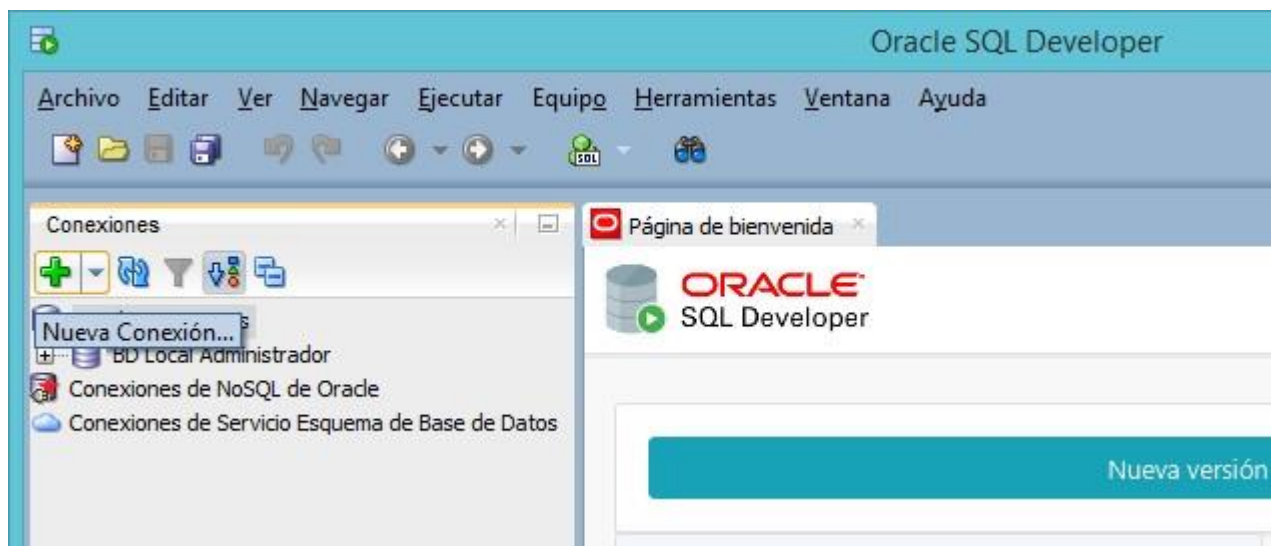 Oracle SQL Developer
Archivo Editar Ver Navegar Ejecutar Equipo Herramientas Ventana Ayuda
SQL
Conexiones
Página de bienvenida
ORACLE
SQL Developer
Nueva Conexión...
BD Local Administrador
Conexiones de NoSQL de Oracle
Conexiones de Servicio Esquema de Base de Datos
Nueva versión